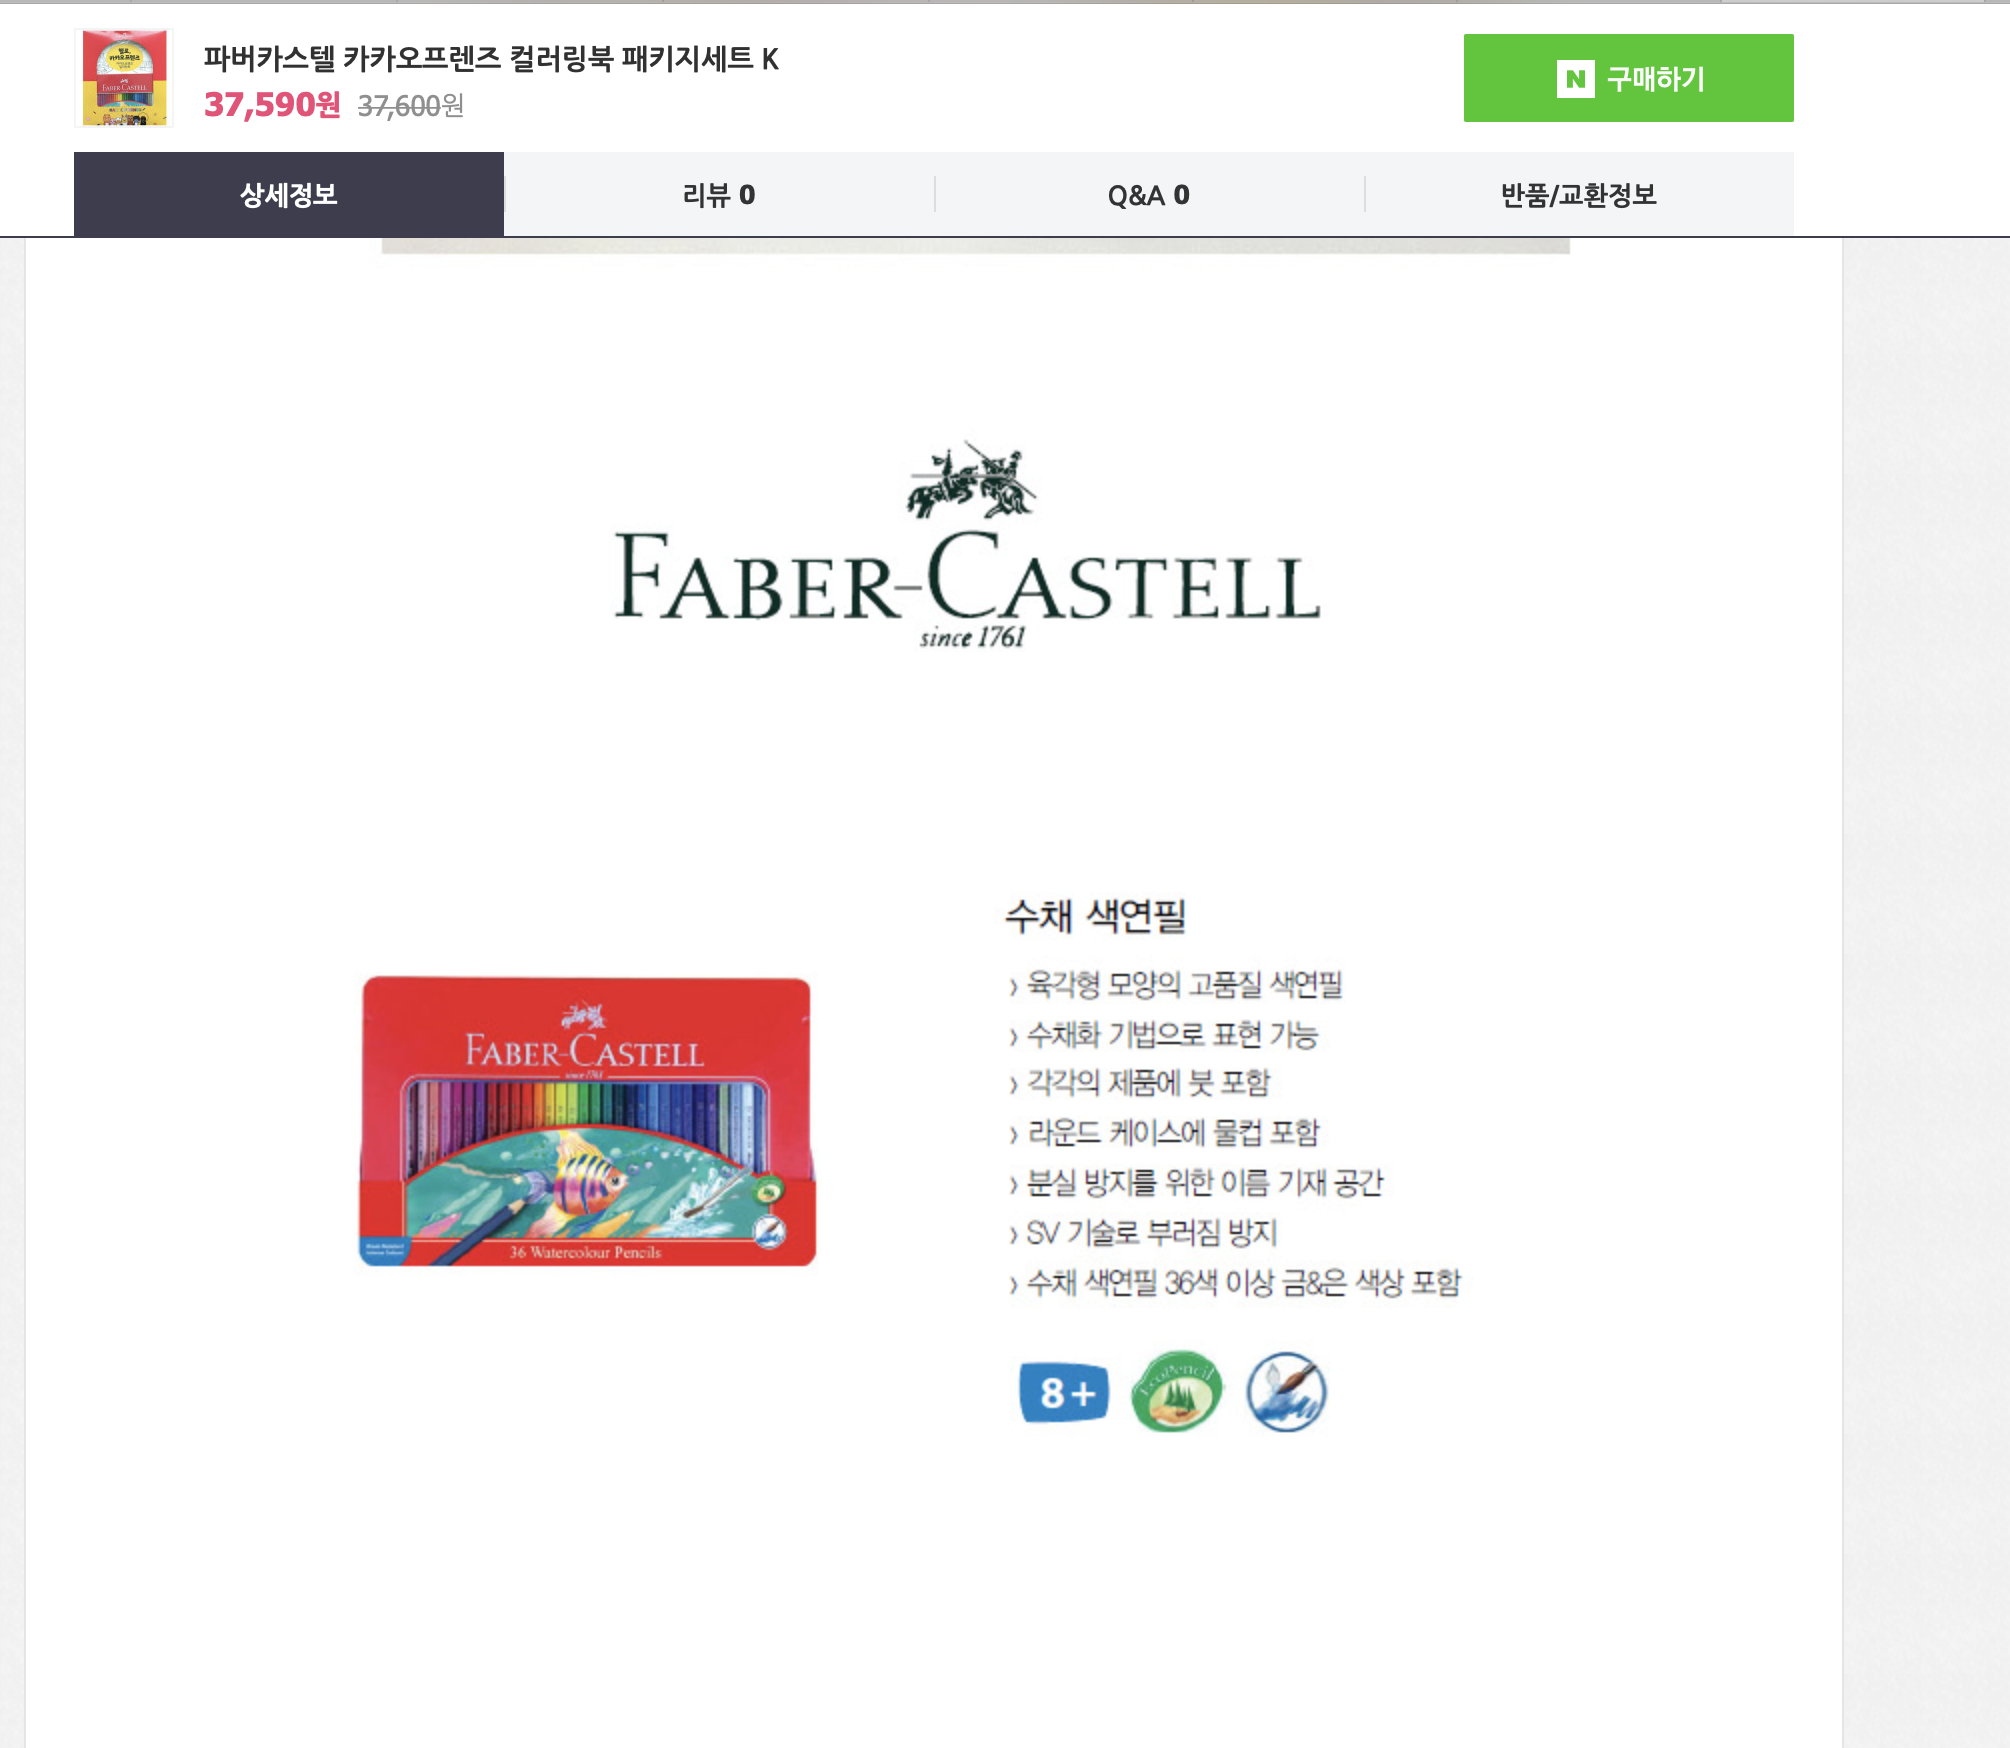 파버카스텔 카카오프렌즈 컬러링북 패키지세트 K
37,590원 37,600원
N 구매하기
상세정보
리뷰 0
Q&A 0
반품/교환정보
FABER-CASTELL
since 1761
수채 색연필
› 육각형 모양의 고품질 색연필
› 수채화 기법으로 표현 가능
› 각각의 제품에 붓 포함
› 라운드 케이스에 물컵 포함
› 분실 방지를 위한 이름 기재 공간
› SV 기술로 부러짐 방지
› 수채 색연필 36색 이상 금&은 색상 포함
FABER-CASTELL
since 1761
36 Watercolour Pencils
8+
EcoPencil